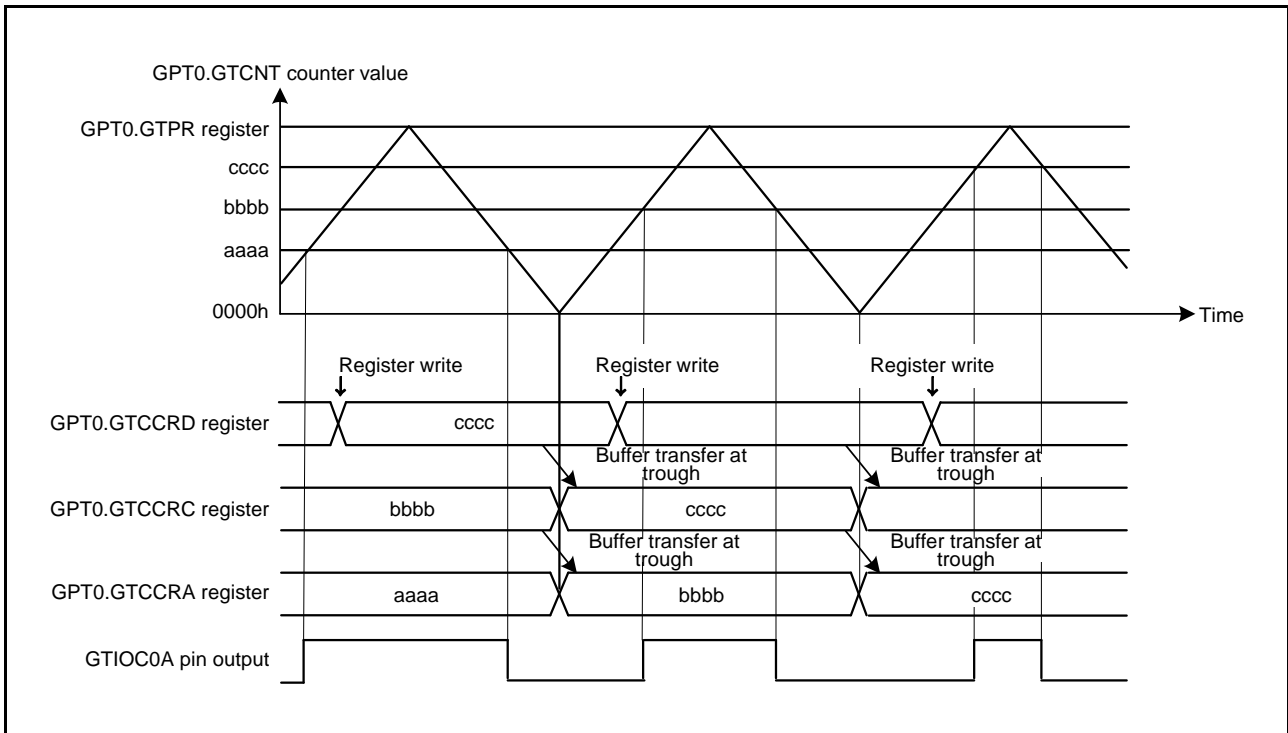 GPT0.GTCNT counter value
GPT0.GTPR register
cccc
bbbb
aaaa
0000h
Time
Register write
Register write
Register write
GPT0.GTCCRD register
cccc
Buffer transfer at
trough
Buffer transfer at
trough
GPT0.GTCCRC register
bbbb
cccc
Buffer transfer at
trough
Buffer transfer at
trough
GPT0.GTCCRA register
aaaa
bbbb
cccc
GTIOC0A pin output